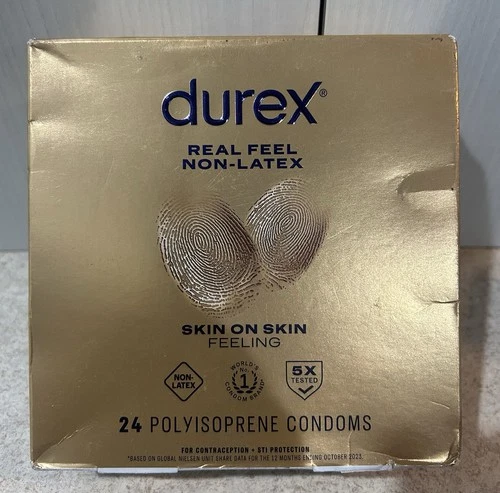 durex®
REAL FEEL
NON-LATEX
SKIN ON SKIN
FEELING
NON-
LATEX
WORLD'S
No.
1
CONDOM BRAND*
5X
TESTED
24 POLYISOPRENE CONDOMS
FOR CONTRACEPTION + STI PROTECTION
*BASED ON GLOBAL NIELSEN UNIT SHARE DATA FOR THE 12 MONTHS ENDING OCTOBER 2023.